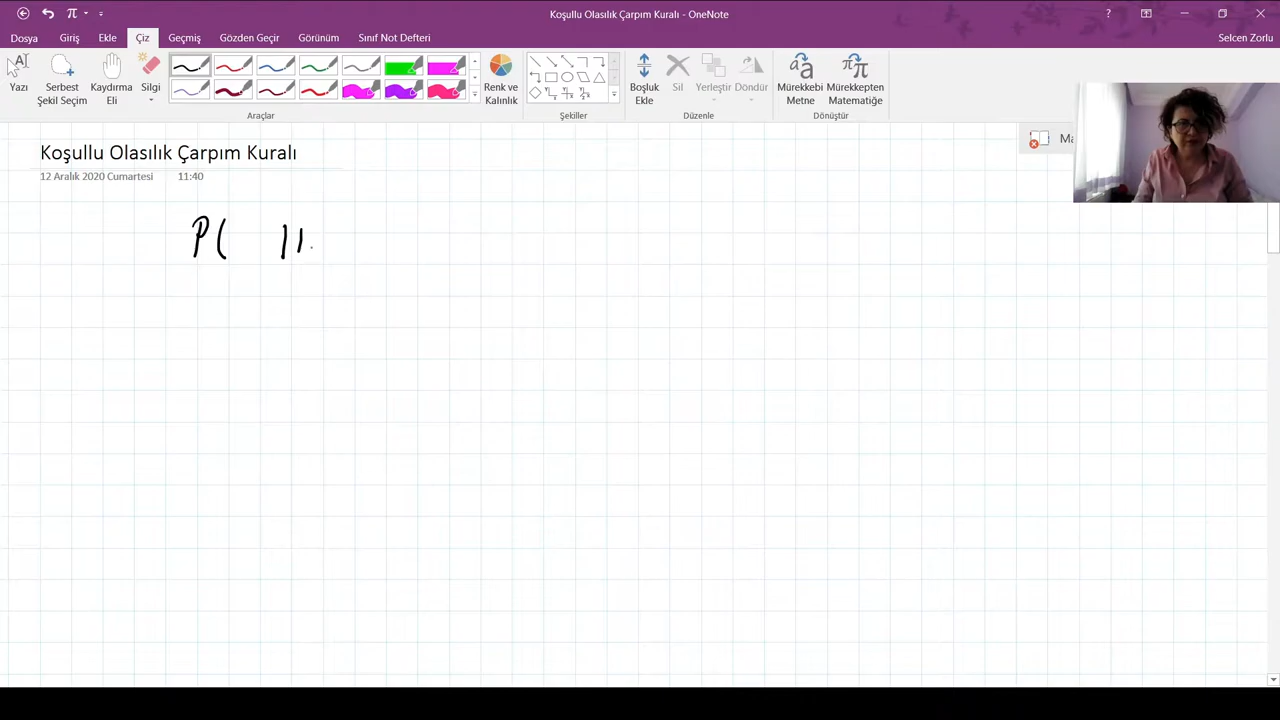 Koşullu Olasılık Çarpım Kuralı - OneNote
Dosya Giriş Ekle Çiz Geçmiş Gözden Geçir Görünüm Sınıf Not Defteri Selcen Zorlu
Yazı
Serbest Şekil Seçim
Kaydırma Eli
Silgi
Renk ve Kalınlık
Boşluk Ekle
Sil
Yerleştir
Döndür
Mürekkebi Metne
Mürekkepten Matematiğe
Araçlar Şekiller Düzenle Dönüştür
Koşullu Olasılık Çarpım Kuralı
12 Aralık 2020 Cumartesi 11:40
Ma
P( |